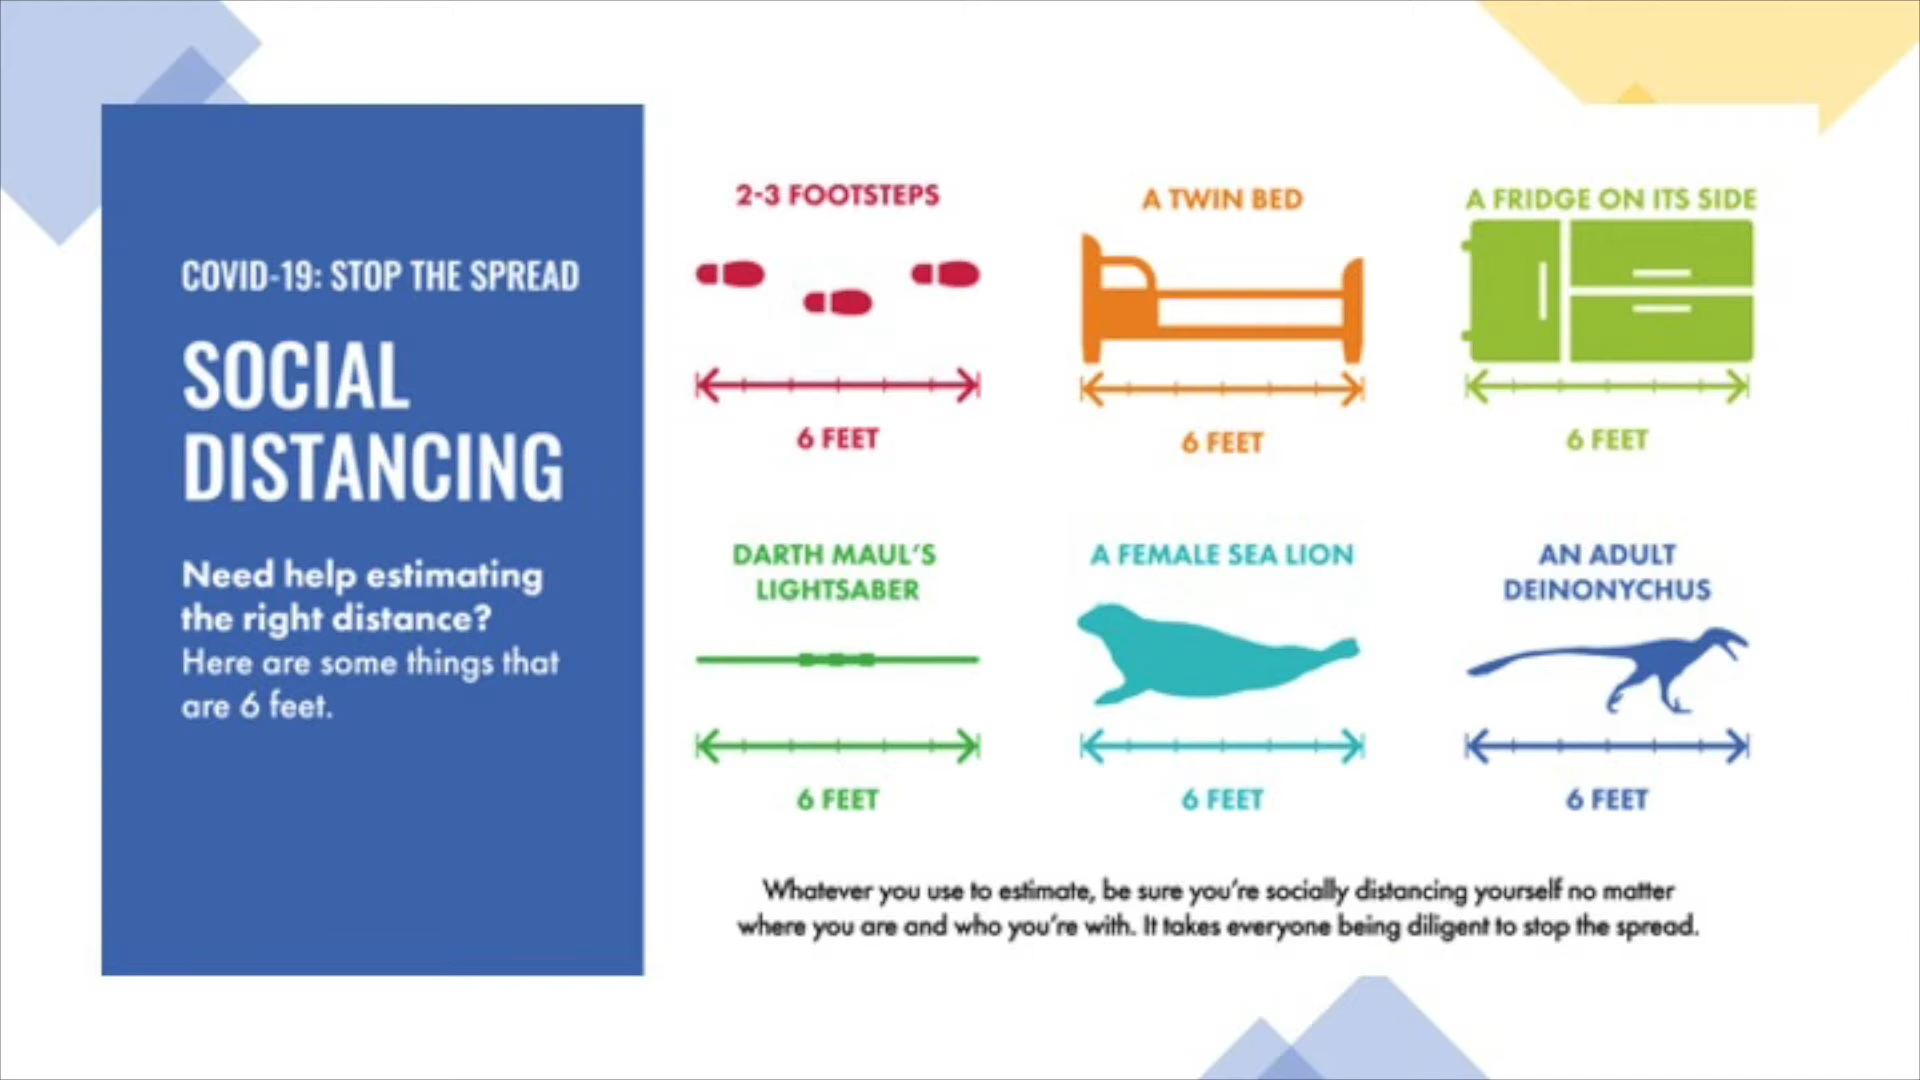 COVID-19: STOP THE SPREAD
SOCIAL
DISTANCING
Need help estimating
the right distance?
Here are some things that
are 6 feet.
2-3 FOOTSTEPS
6 FEET
A TWIN BED
6 FEET
A FRIDGE ON ITS SIDE
6 FEET
DARTH MAUL'S
LIGHTSABER
6 FEET
A FEMALE SEA LION
6 FEET
AN ADULT
DEINONYCHUS
6 FEET
Whatever you use to estimate, be sure you're socially distancing yourself no matter
where you are and who you're with. It takes everyone being diligent to stop the spread.